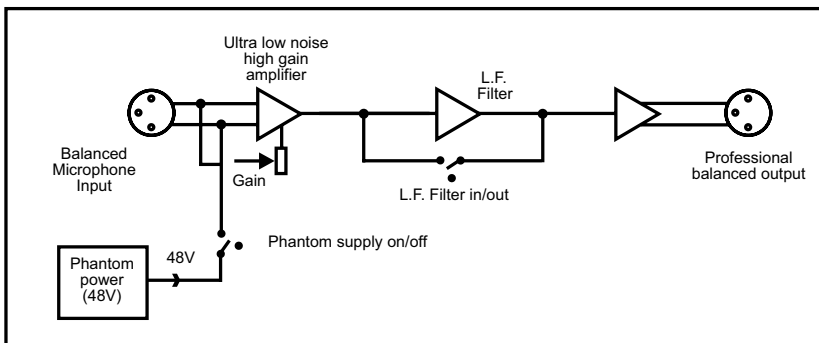 Ultra low noise
high gain
amplifier
L.F.
Filter
Balanced
Microphone
Input
Gain
L.F. Filter in/out
Professional
balanced output
48V
Phantom supply on/off
Phantom
power
(48V)